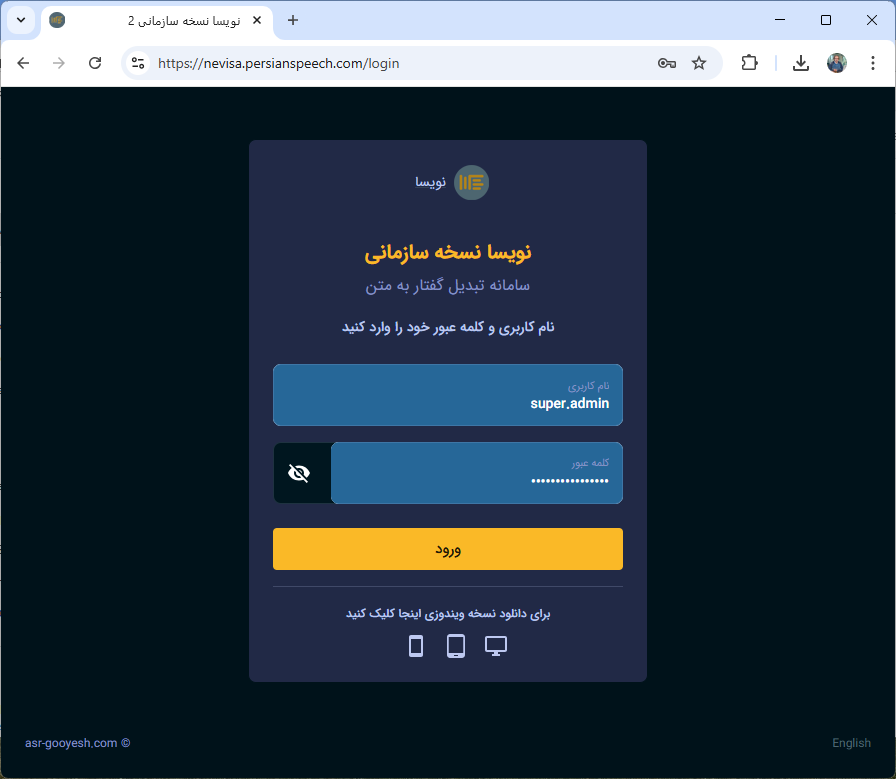 نویسا نسخه سازمانی 2
https://nevisa.persianspeech.com/login
نویسا
نویسا نسخه سازمانی
سامانه تبدیل گفتار به متن
نام کاربری و کلمه عبور خود را وارد کنید
نام کاربری
super.admin
کلمه عبور
••••••••••••••••
ورود
برای دانلود نسخه ویندوزی اینجا کلیک کنید
asr-gooyesh.com ©
English